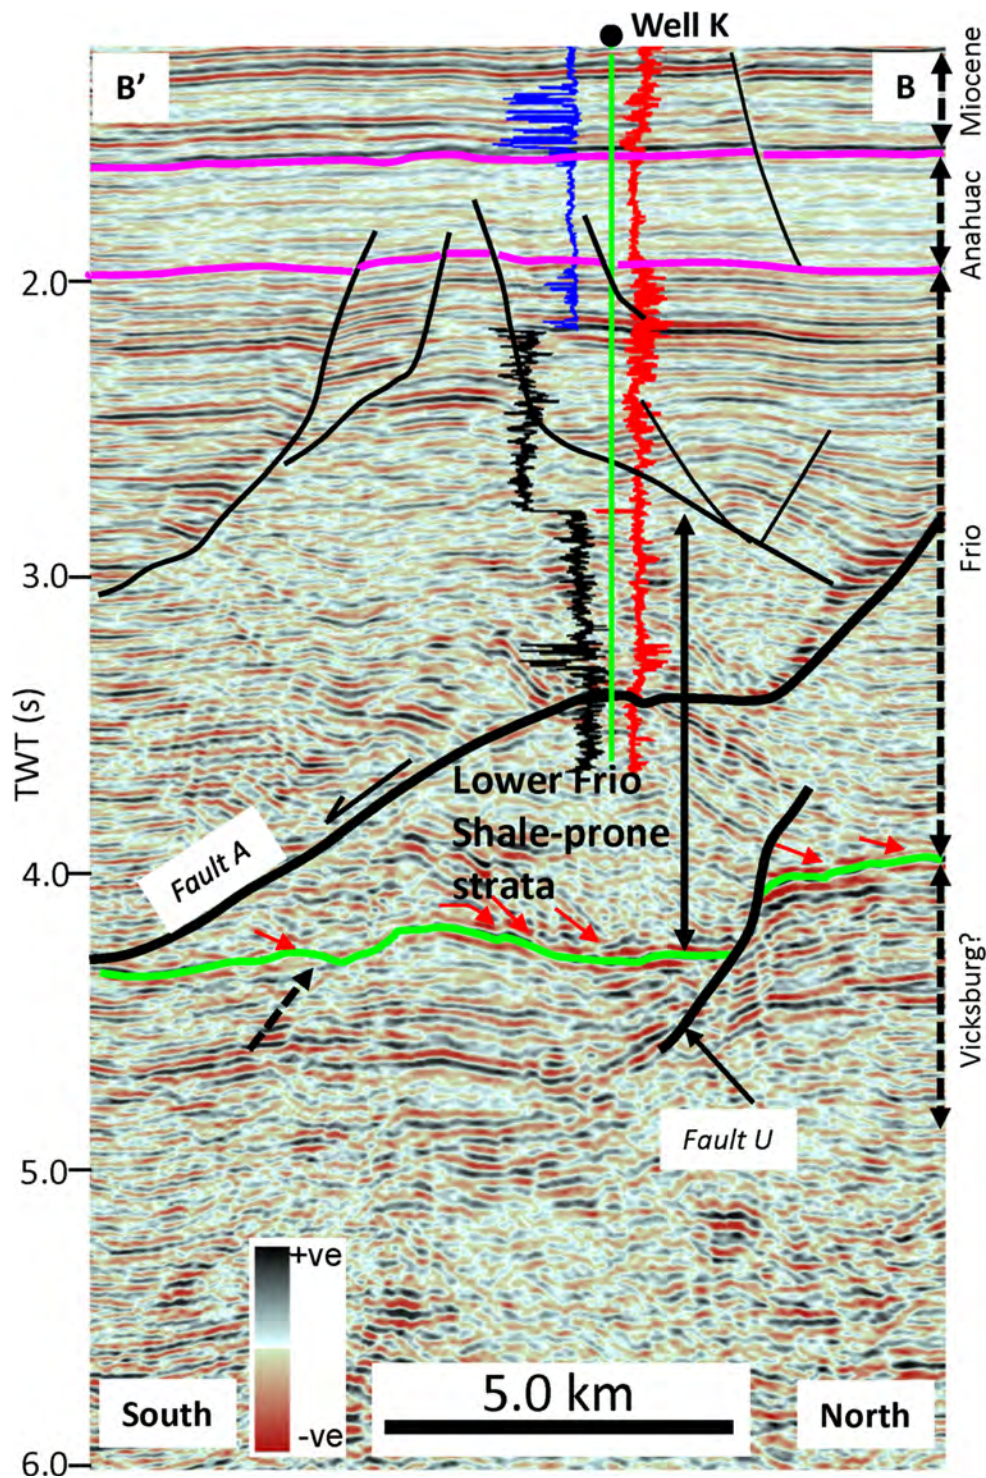 Well K
B'
B
Miocene
Anahuac
2.0
Frio
3.0
TWT (s)
Lower Frio
Shale-prone
strata
Fault A
4.0
Vicksburg?
Fault U
5.0
+ve
-ve
5.0 km
South
North
6.0